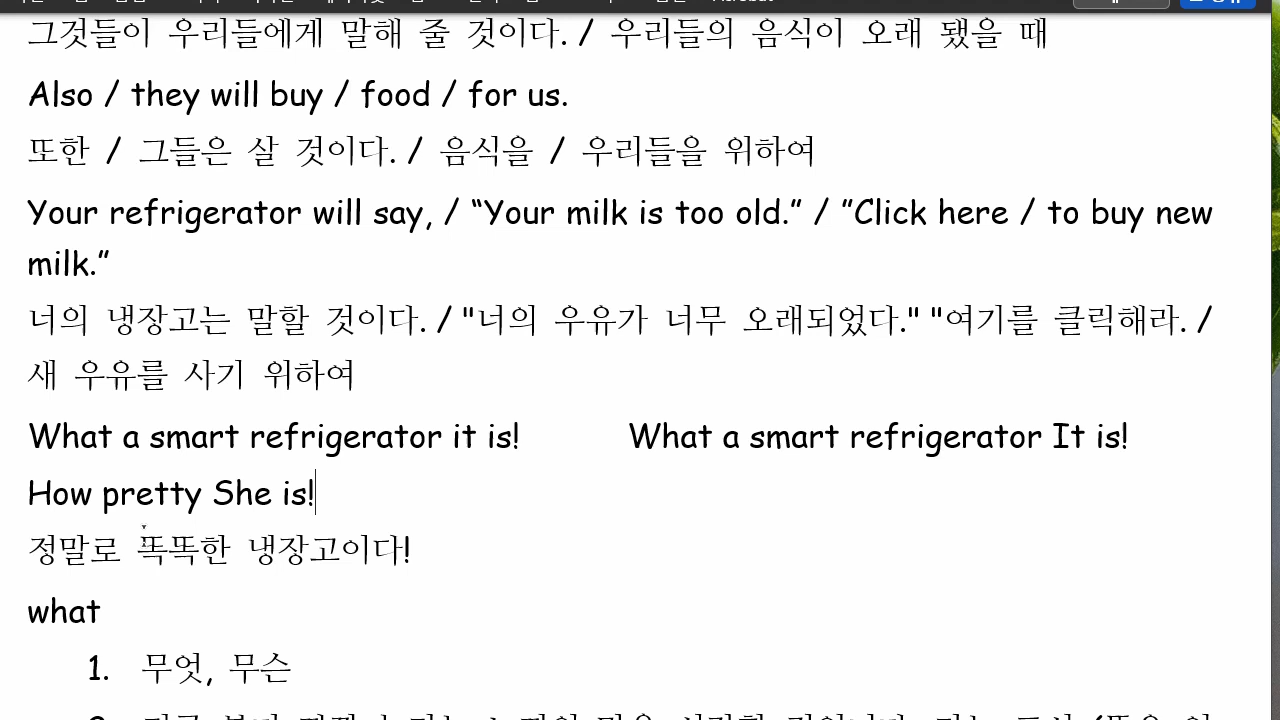 그것들이 우리들에게 말해 줄 것이다. / 우리들의 음식이 오래 됐을 때
Also / they will buy / food / for us.
또한 / 그들은 살 것이다. / 음식을 / 우리들을 위하여
Your refrigerator will say, / “Your milk is too old.” / ”Click here / to buy new
milk.”
너의 냉장고는 말할 것이다. / "너의 우유가 너무 오래되었다." "여기를 클릭해라. /
새 우유를 사기 위하여
What a smart refrigerator it is! What a smart refrigerator It is!
How pretty She is!
정말로 똑똑한 냉장고이다!
what
1. 무엇, 무슨